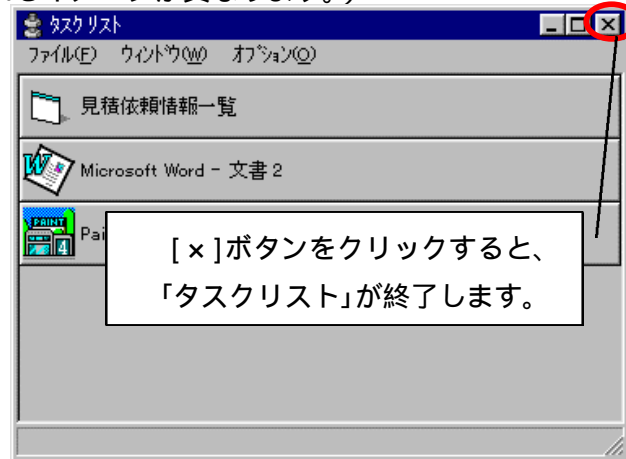 タスク リスト
ファイル(F) ウィンドウ(W) オプション(O)
見積依頼情報一覧
Microsoft Word - 文書 2
PAINT
4
Pai
[×]ボタンをクリックすると、
「タスクリスト」が終了します。